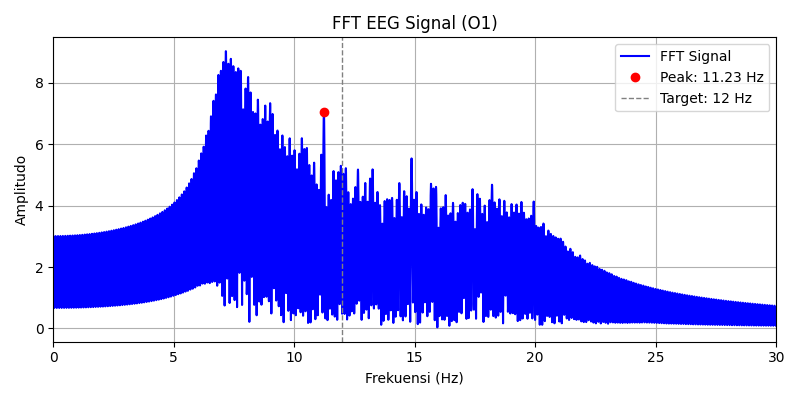 FFT EEG Signal (O1)
FFT Signal
Peak: 11.23 Hz
Target: 12 Hz
Amplitudo
8
6
4
2
0
0 5 10 15 20 25 30
Frekuensi (Hz)